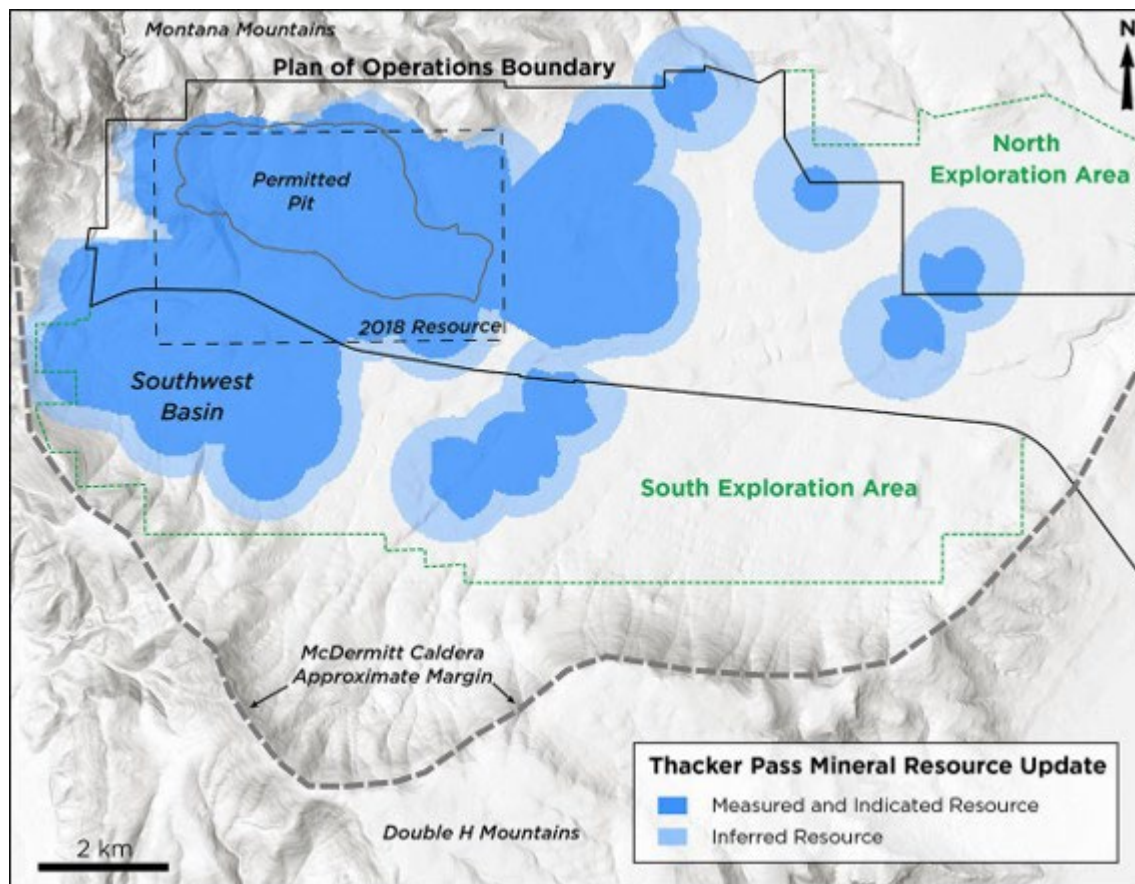 Montana Mountains
N
Plan of Operations Boundary
North
Exploration Area
Permitted
Pit
2018 Resource
Southwest
Basin
South Exploration Area
McDermitt Caldera
Approximate Margin
Thacker Pass Mineral Resource Update
Measured and Indicated Resource
Inferred Resource
Double H Mountains
2 km